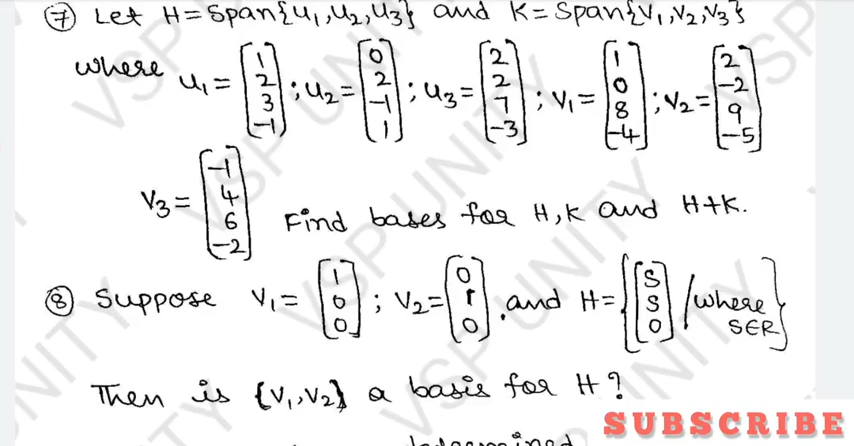 ⑦ Let H=Span{u₁,u₂,u₃} and K=Span{v₁,v₂,v₃}
where u₁=[1 2 3 -1]; u₂=[0 2 -1 1]; u₃=[2 2 7 -3]; v₁=[1 0 8 -4]; v₂=[2 -2 9 -5]
v₃=[-1 4 6 -2] Find bases for H,K and H+K.
⑧ Suppose v₁=[1 0 0]; v₂=[0 1 0]. and H={[s s 0]/where s∈R}
Then is {v₁,v₂} a basis for H?
SUBSCRIBE
VSP UNITY